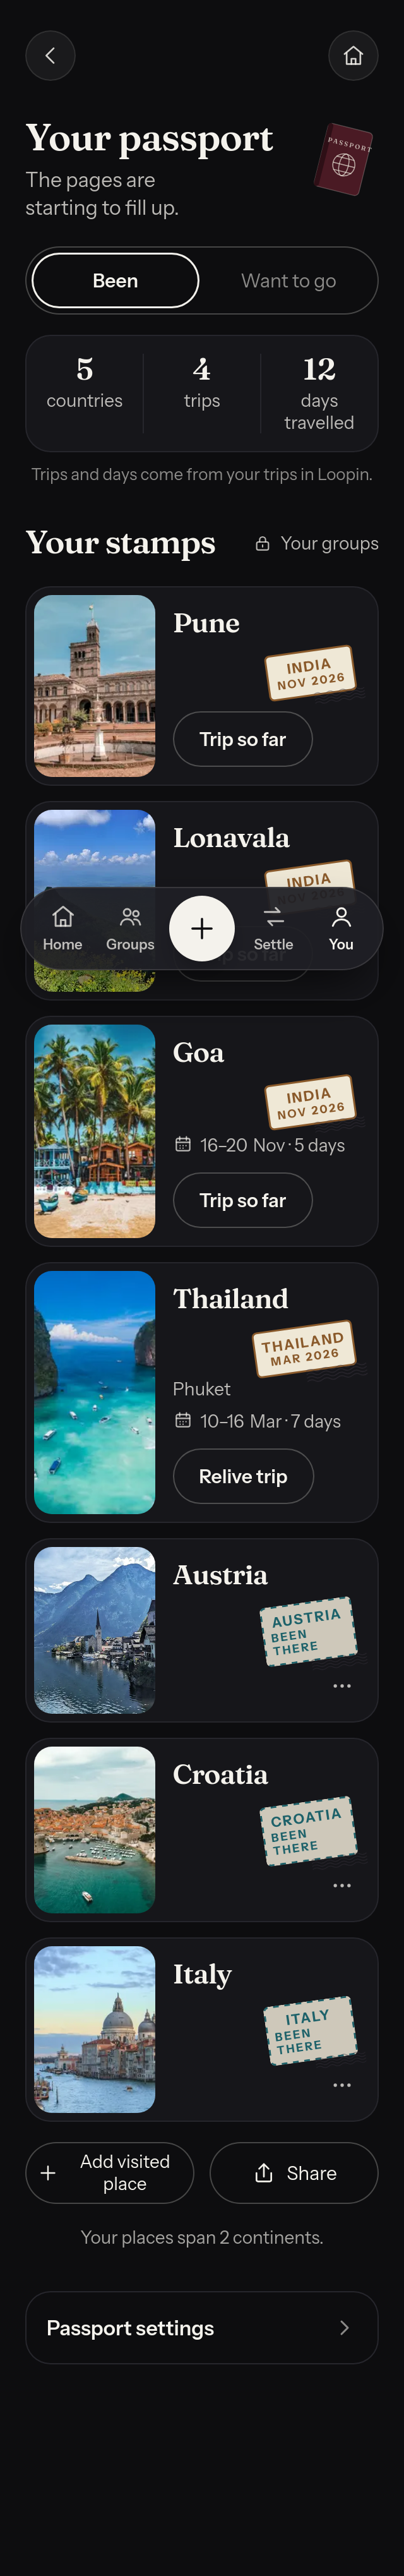 Your passport
PASSPORT
The pages are
starting to fill up.
Been
Want to go
5
countries
4
trips
12
days
travelled
Trips and days come from your trips in Loopin.
Your stamps
Your groups
Pune
INDIA
NOV 2026
Trip so far
Lonavala
INDIA
Home
Groups
Settle
You
Goa
INDIA
NOV 2026
16–20 Nov · 5 days
Trip so far
Thailand
THAILAND
MAR 2026
Phuket
10–16 Mar · 7 days
Relive trip
Austria
AUSTRIA
BEEN
THERE
Croatia
CROATIA
BEEN
THERE
Italy
ITALY
BEEN
THERE
Add visited
place
Share
Your places span 2 continents.
Passport settings